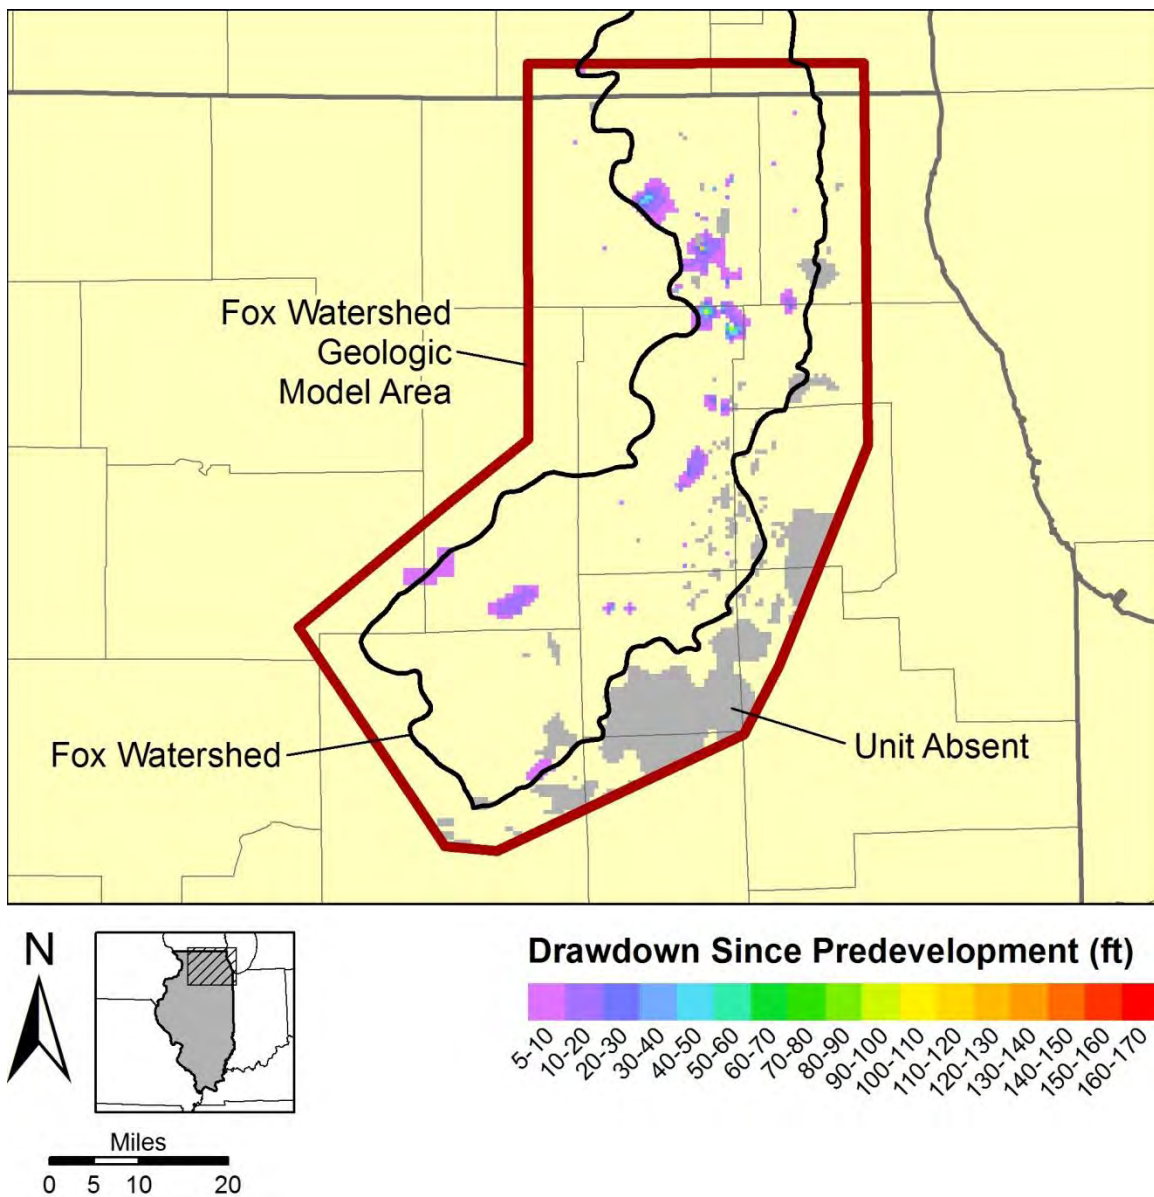 Fox Watershed
Geologic
Model Area
Fox Watershed
Unit Absent
N
Drawdown Since Predevelopment (ft)
5-10
10-20
20-30
30-40
40-50
50-60
60-70
70-80
80-90
90-100
100-110
110-120
120-130
130-140
140-150
150-160
160-170
Miles
0 5 10 20